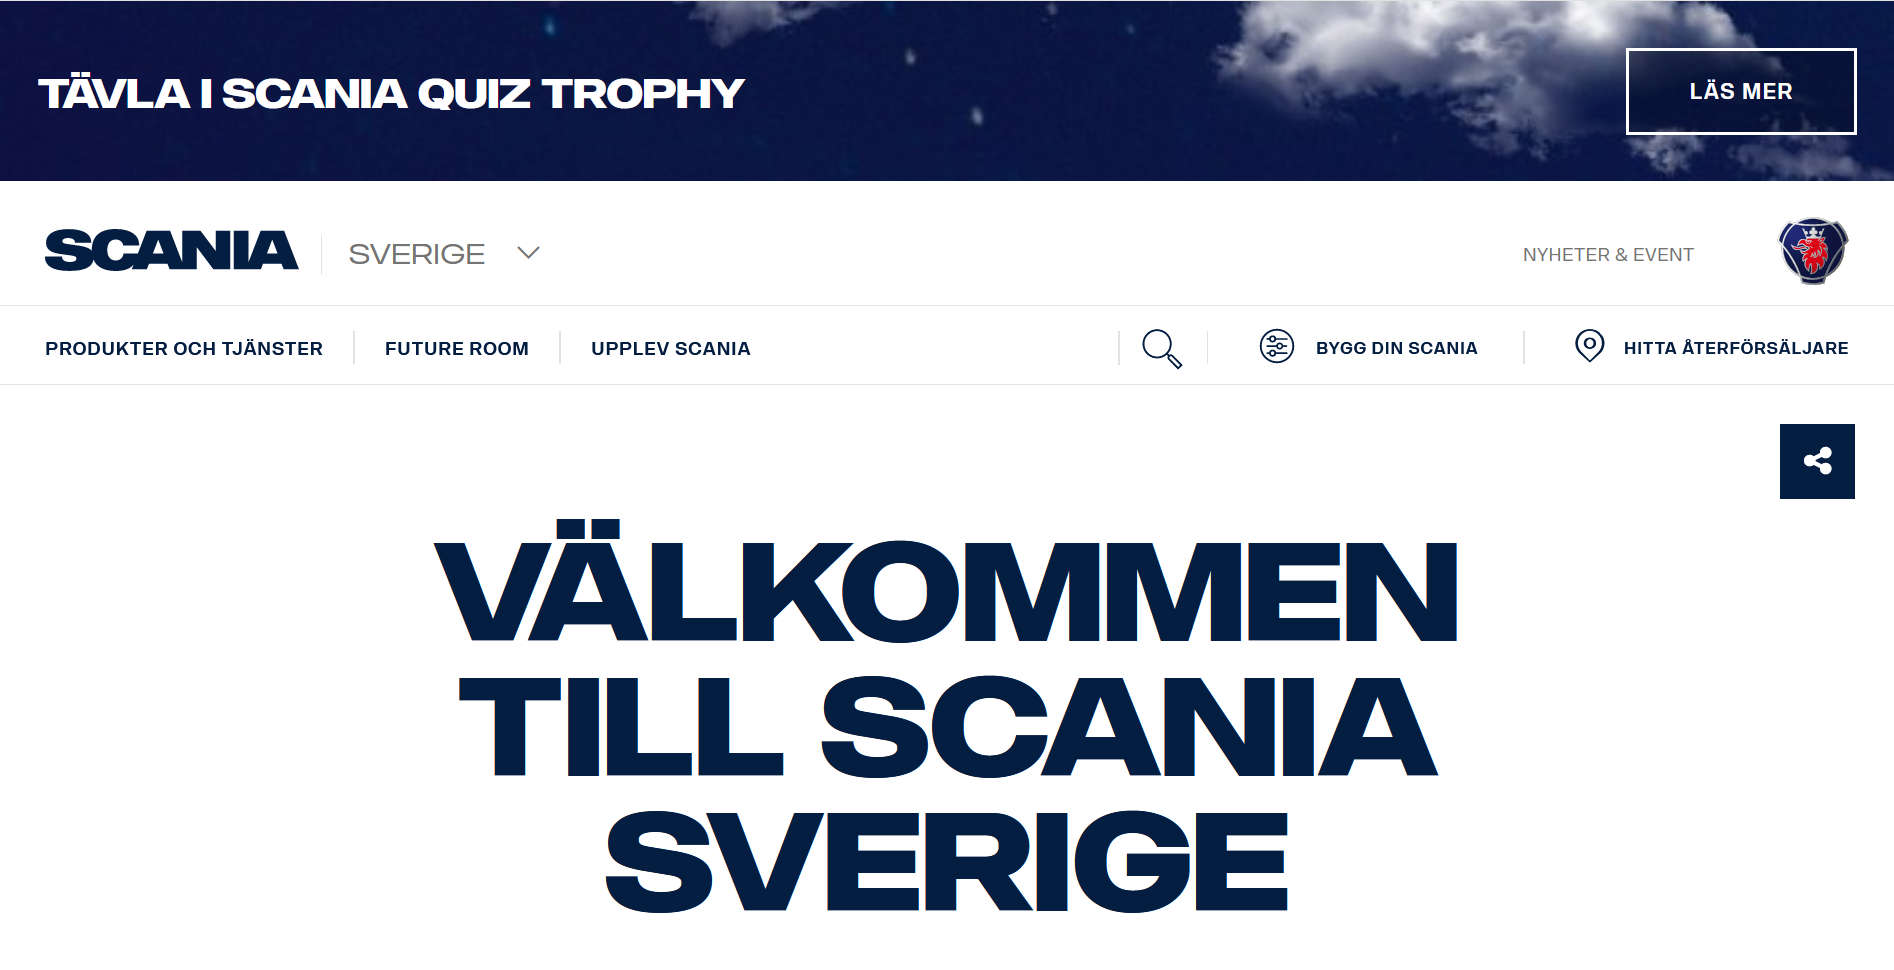 TÄVLA I SCANIA QUIZ TROPHY
LÄS MER
SCANIA
SVERIGE
NYHETER & EVENT
PRODUKTER OCH TJÄNSTER
FUTURE ROOM
UPPLEV SCANIA
BYGG DIN SCANIA
HITTA ÅTERFÖRSÄLJARE
VÄLKOMMEN
TILL SCANIA
SVERIGE